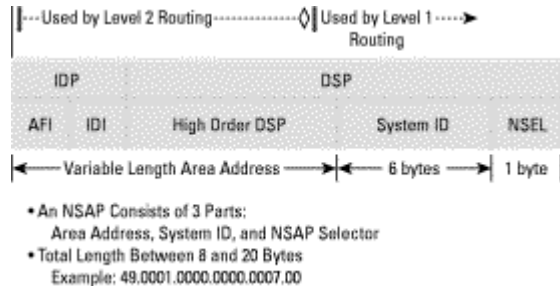 Used by Level 2 Routing
Used by Level 1
Routing
IDP DSP
AFI IDI High Order DSP System ID NSEL
Variable Length Area Address 6 bytes 1 byte
• An NSAP Consists of 3 Parts:
Area Address, System ID, and NSAP Selector
• Total Length Between 8 and 20 Bytes
Example: 49.0001.0000.0000.0007.00